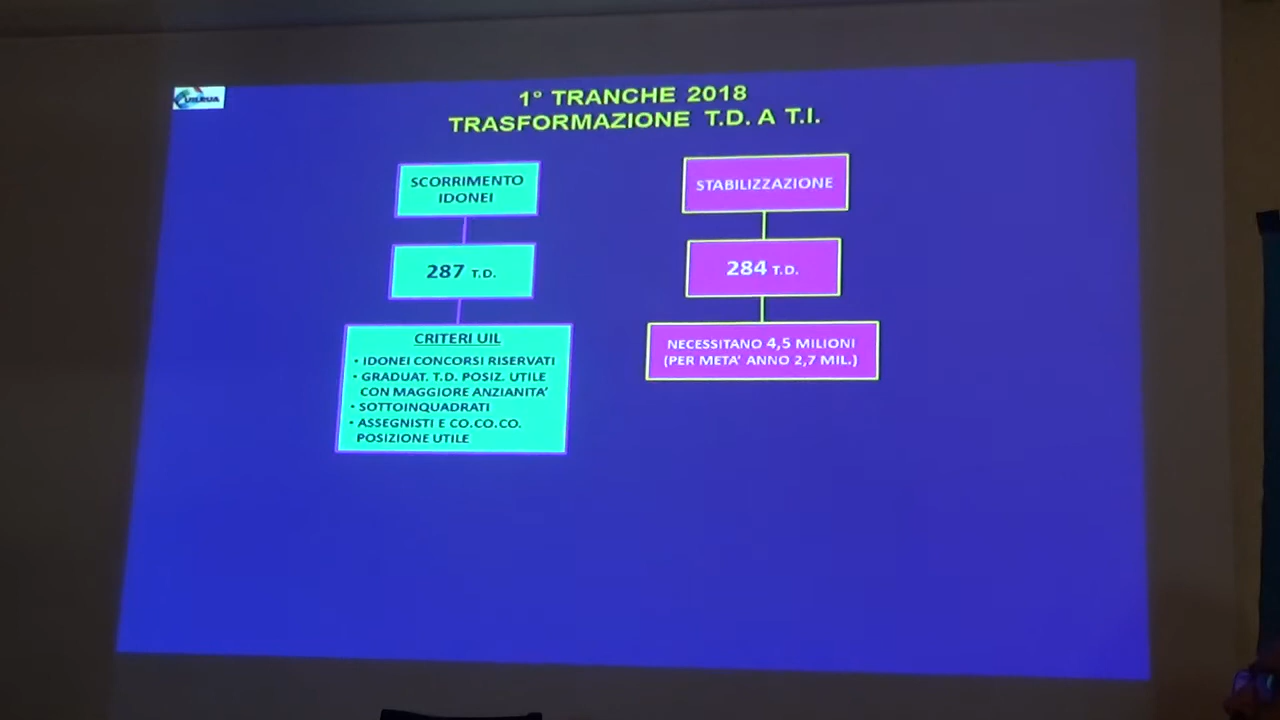 UILRUA
1° TRANCHE 2018
TRASFORMAZIONE T.D. A T.I.
SCORRIMENTO
IDONEI
287 T.D.
CRITERI UIL
• IDONEI CONCORSI RISERVATI
• GRADUAT. T.D. POSIZ. UTILE
CON MAGGIORE ANZIANITA'
• SOTTOINQUADRATI
• ASSEGNISTI E CO.CO.CO.
POSIZIONE UTILE
STABILIZZAZIONE
284 T.D.
NECESSITANO 4,5 MILIONI
(PER META' ANNO 2,7 MIL.)